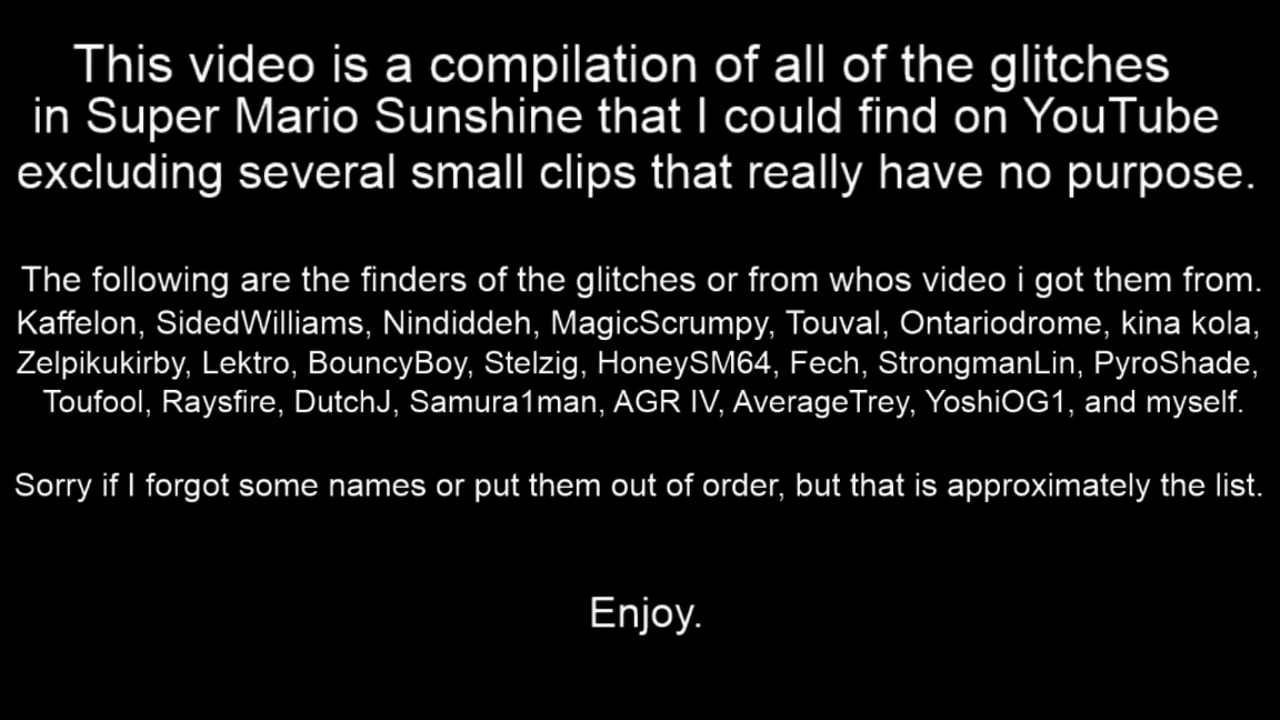 This video is a compilation of all of the glitches
in Super Mario Sunshine that I could find on YouTube
excluding several small clips that really have no purpose.
The following are the finders of the glitches or from whos video i got them from.
Kaffelon, SidedWilliams, Nindiddeh, MagicScrumpy, Touval, Ontariodrome, kina kola,
Zelpikukirby, Lektro, BouncyBoy, Stelzig, HoneySM64, Fech, StrongmanLin, PyroShade,
Toufool, Raysfire, DutchJ, Samura1man, AGR IV, AverageTrey, YoshiOG1, and myself.
Sorry if I forgot some names or put them out of order, but that is approximately the list.
Enjoy.